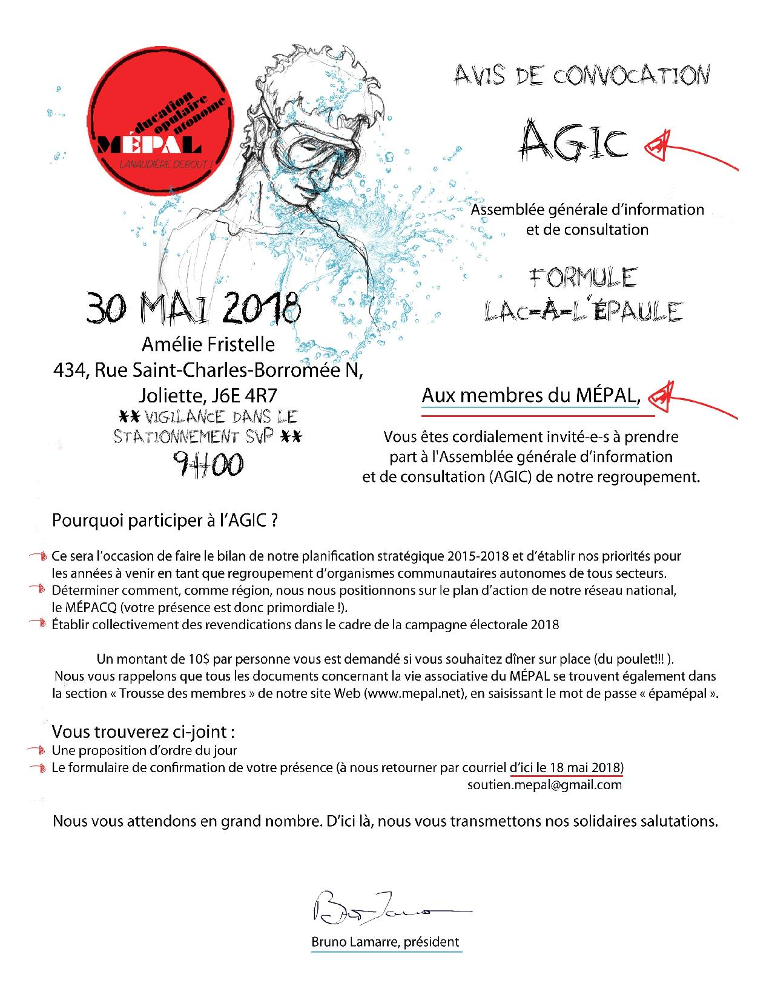 ducation
opulaire
utonome
MÉPAL
LANAUDIÈRE DEBOUT !
AVIS DE CONVOCATION
AGIC
Assemblée générale d'information
et de consultation
FORMULE
LAC-À-L'ÉPAULE
30 MAI 2018
Amélie Fristelle
434, Rue Saint-Charles-Borromée N,
Joliette, J6E 4R7
** VIGILANCE DANS LE
STATIONNEMENT SVP **
9H00
Aux membres du MÉPAL,
Vous êtes cordialement invité-e-s à prendre
part à l'Assemblée générale d'information
et de consultation (AGIC) de notre regroupement.
Pourquoi participer à l'AGIC ?
Ce sera l'occasion de faire le bilan de notre planification stratégique 2015-2018 et d'établir nos priorités pour
les années à venir en tant que regroupement d'organismes communautaires autonomes de tous secteurs.
Déterminer comment, comme région, nous nous positionnons sur le plan d'action de notre réseau national,
le MÉPACQ (votre présence est donc primordiale !).
Établir collectivement des revendications dans le cadre de la campagne électorale 2018
Un montant de 10$ par personne vous est demandé si vous souhaitez dîner sur place (du poulet!!! ).
Nous vous rappelons que tous les documents concernant la vie associative du MÉPAL se trouvent également dans
la section « Trousse des membres » de notre site Web (www.mepal.net), en saisissant le mot de passe « épamépal ».
Vous trouverez ci-joint :
Une proposition d'ordre du jour
Le formulaire de confirmation de votre présence (à nous retourner par courriel d'ici le 18 mai 2018)
soutien.mepal@gmail.com
Nous vous attendons en grand nombre. D'ici là, nous vous transmettons nos solidaires salutations.
Bruno Lamarre, président